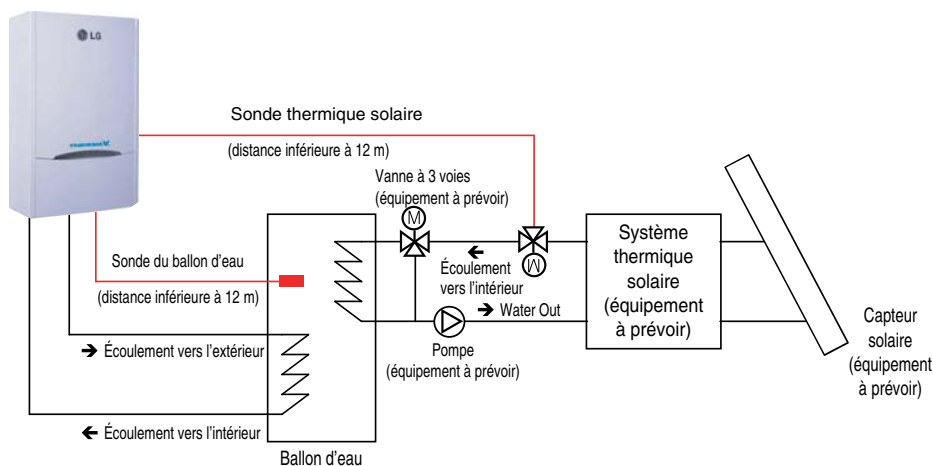 LG
THERMA V
Sonde thermique solaire
(distance inférieure à 12 m)
Vanne à 3 voies
(équipement à prévoir)
M
M
Écoulement
vers l'intérieur
Système
thermique
solaire
(équipement
à prévoir)
Sonde du ballon d'eau
(distance inférieure à 12 m)
➔ Water Out
Capteur
solaire
(équipement
à prévoir)
➔ Écoulement vers l'extérieur
Pompe
(équipement à prévoir)
← Écoulement vers l'intérieur
Ballon d'eau